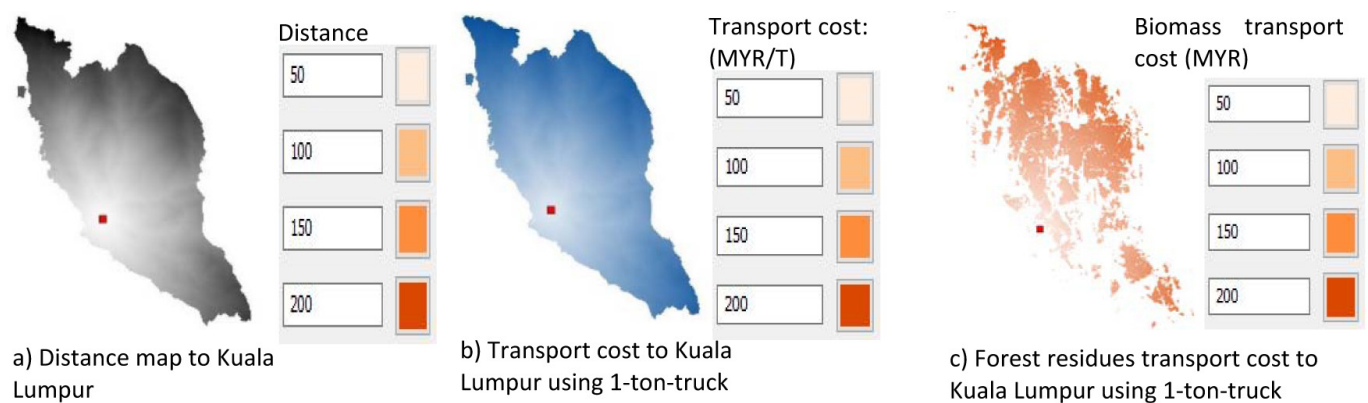 Distance
50
100
150
200
a) Distance map to Kuala
Lumpur
Transport cost:
(MYR/T)
50
100
150
200
b) Transport cost to Kuala
Lumpur using 1-ton-truck
Biomass transport
cost (MYR)
50
100
150
200
c) Forest residues transport cost to
Kuala Lumpur using 1-ton-truck